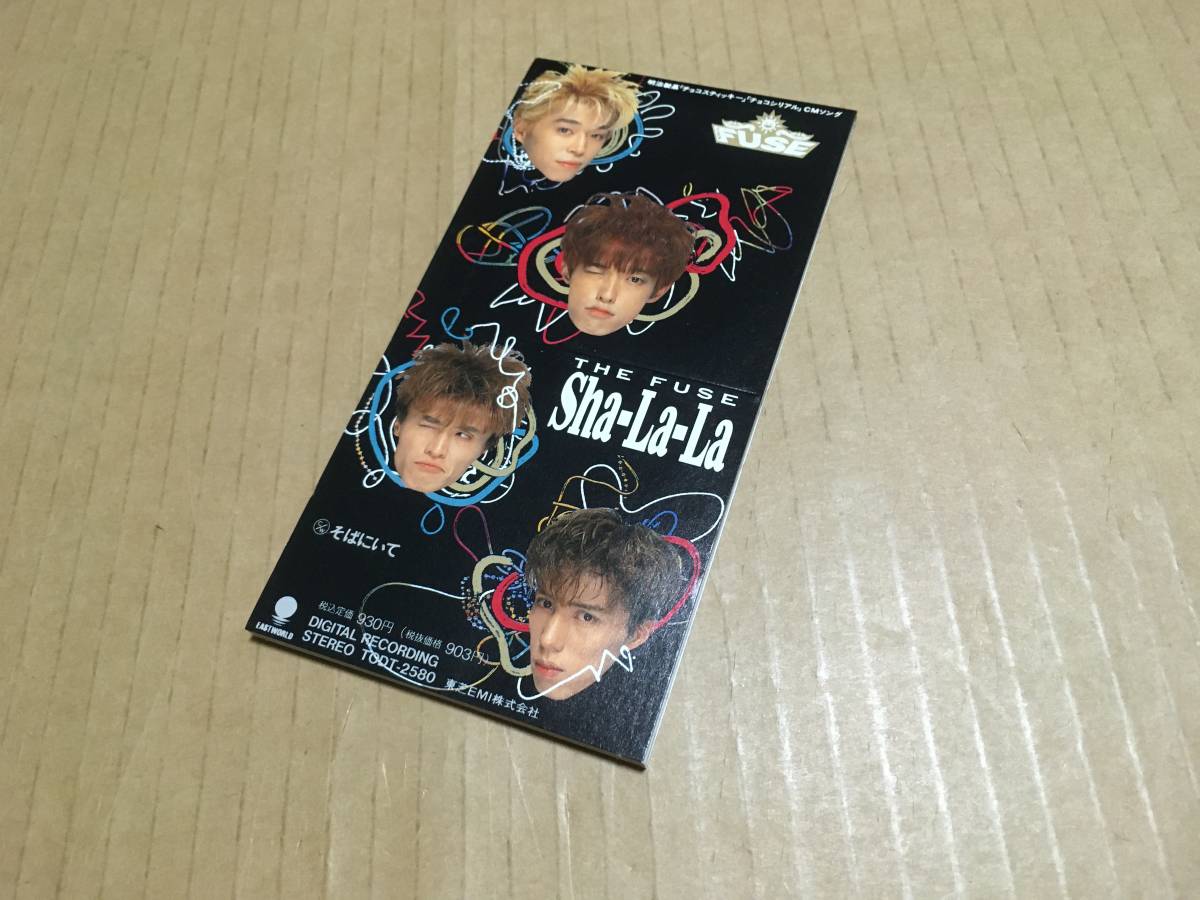 明治製菓「チョコスティッキー」「チョコシリアル」CMソング
FUSE
THE FUSE
Sha-La-La
C/W そばにいて
EASTWORLD
税込定価 930円 (税抜価格 903円)
DIGITAL RECORDING
STEREO TODT-2580
東芝EMI株式会社